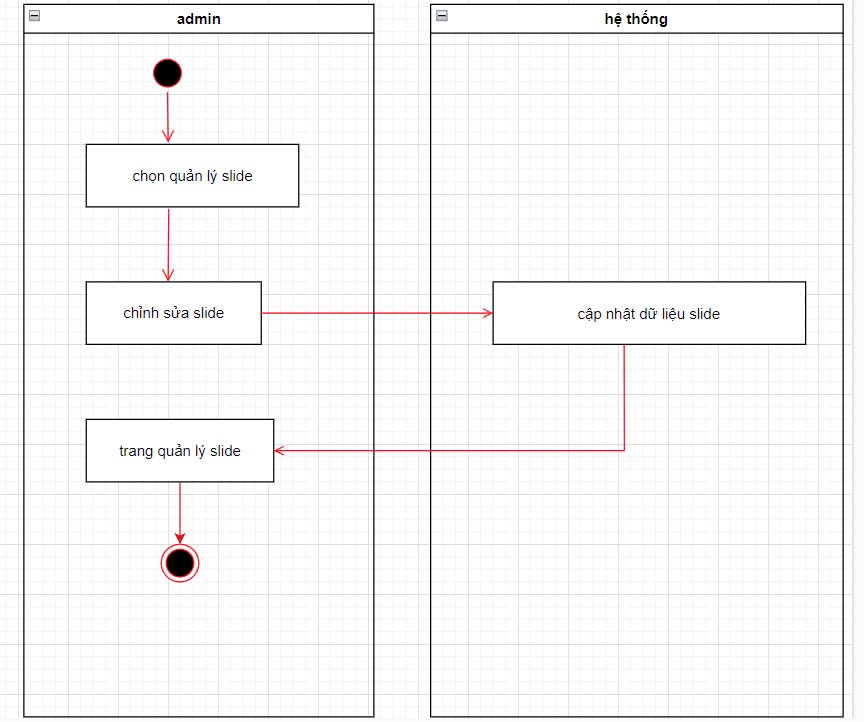 admin
hệ thống
chọn quản lý slide
chỉnh sửa slide
cập nhật dữ liệu slide
trang quản lý slide